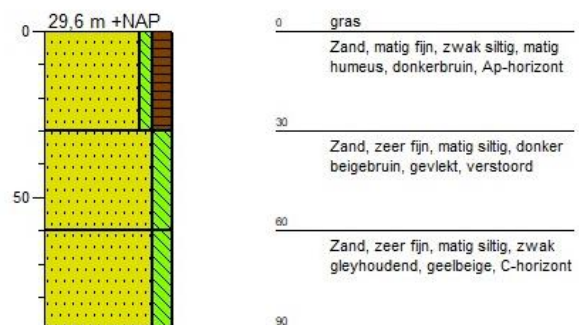 29,6 m +NAP
0
50
0 gras
Zand, matig fijn, zwak siltig, matig
humeus, donkerbruin, Ap-horizont
30
Zand, zeer fijn, matig siltig, donker
beigebruin, gevlekt, verstoord
60
Zand, zeer fijn, matig siltig, zwak
gleyhoudend, geelbeige, C-horizont
90